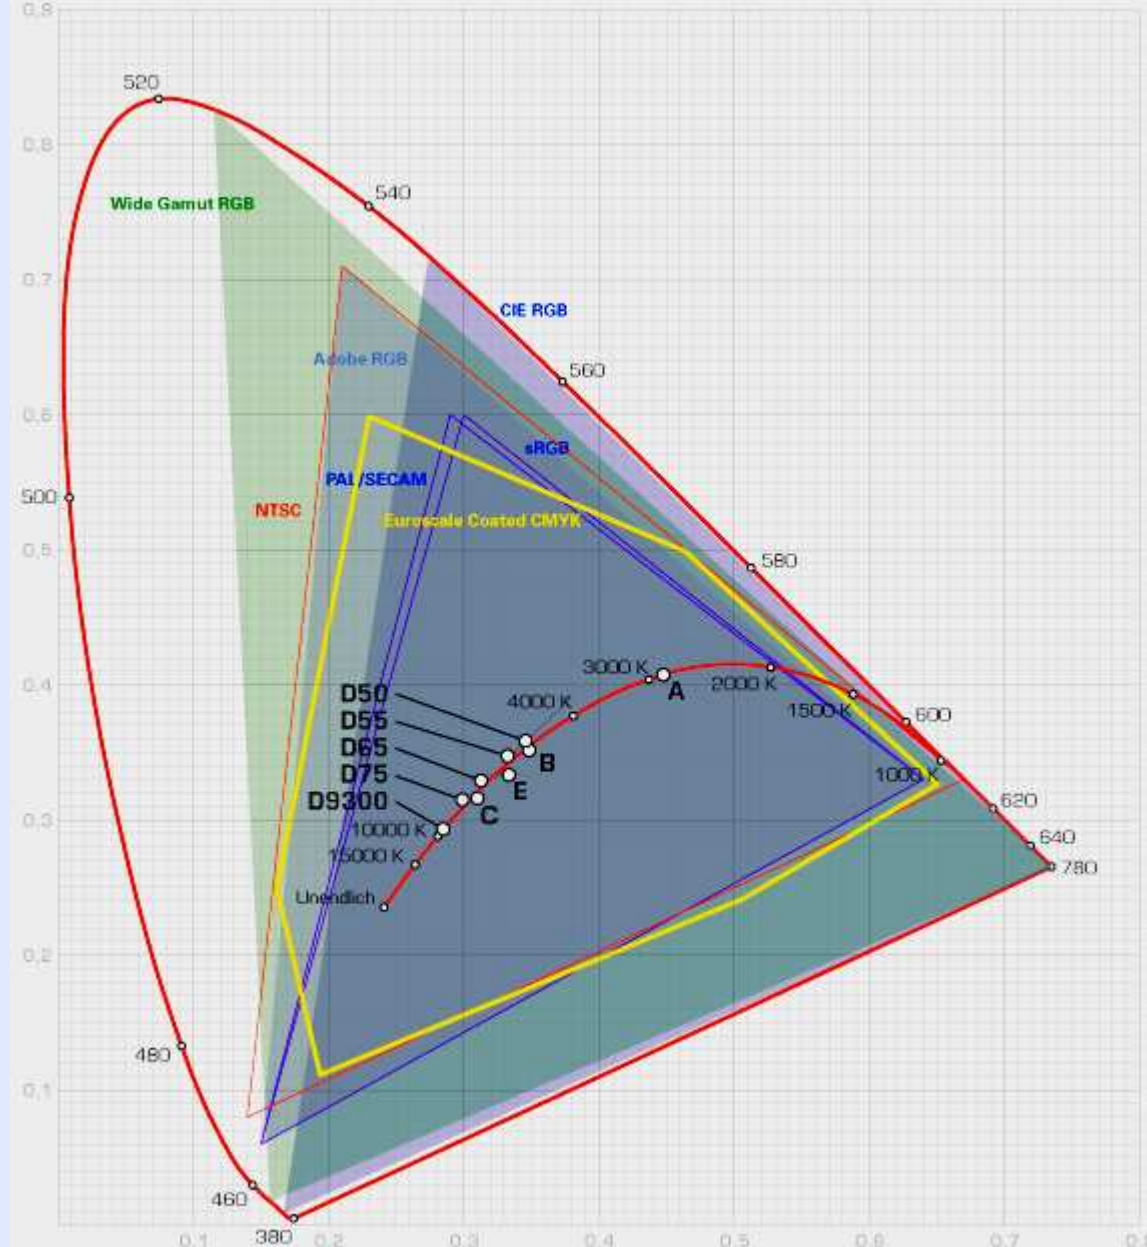 0.9
520
0.8
540
Wide Gamut RGB
0.7
CIE RGB
Adobe RGB
560
0.6
sRGB
PAL/SECAM
500
NTSC
Euroscale Coated CMYK
0.5
580
3000 K
2000 K
0.4
A
D50
4000 K
1500 K
600
D55
D65
B
D75
1000 K
E
D9300
620
0.3
C
10000 K
640
15000 K
780
Unendlich
0.2
480
0.1
460
380
0.1
0.2
0.3
0.4
0.5
0.6
0.7